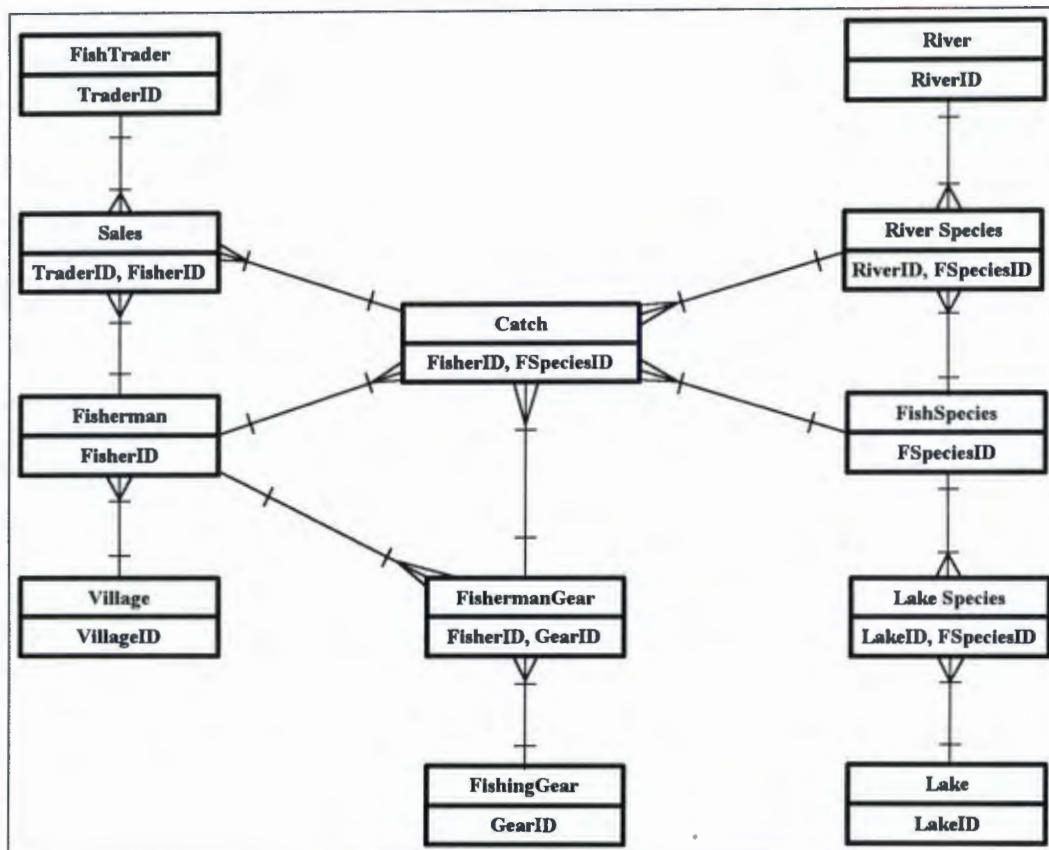 FishTrader
TraderID
River
RiverID
Sales
TraderID, FisherID
River Species
RiverID, FSpeciesID
Catch
FisherID, FSpeciesID
Fisherman
FisherID
FishSpecies
FSpeciesID
Village
VillageID
FishermanGear
FisherID, GearID
Lake Species
LakeID, FSpeciesID
FishingGear
GearID
Lake
LakeID